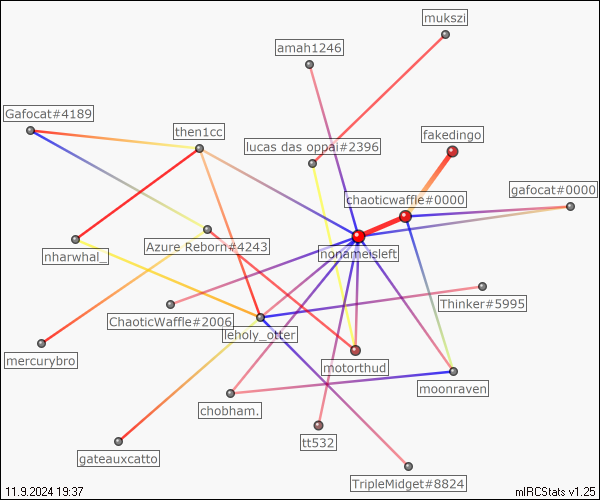 mukszi
amah1246
Gafocat#4189
then1cc
fakedingo
lucas das oppai#2396
gafocat#0000
chaoticwaffle#0000
Azure Reborn#4243
nonameisleft
nharwhal_
Thinker#5995
ChaoticWaffle#2006
leholy_otter
mercurybro
motorthud
moonraven
chobham.
tt532
gateauxcatto
TripleMidget#8824
11.9.2024 19:37
mIRCStats v1.25